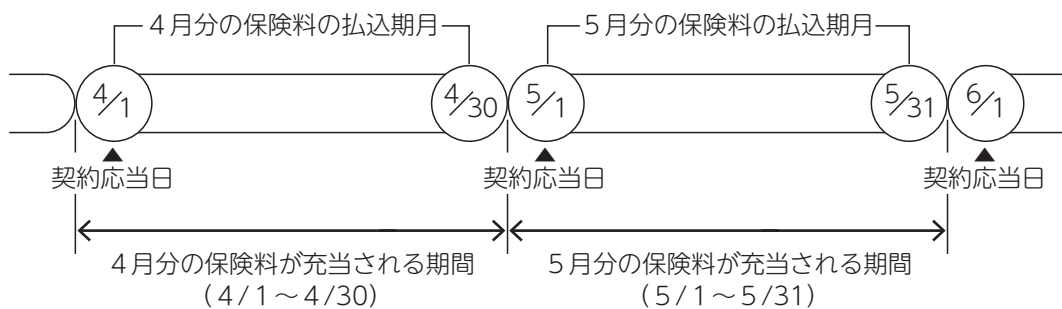 4月分の保険料の払込期月
5月分の保険料の払込期月
4/1
4/30
5/1
5/31
6/1
▲
▲
▲
契約応当日
契約応当日
契約応当日
4月分の保険料が充当される期間
(4/1～4/30)
5月分の保険料が充当される期間
(5/1～5/31)